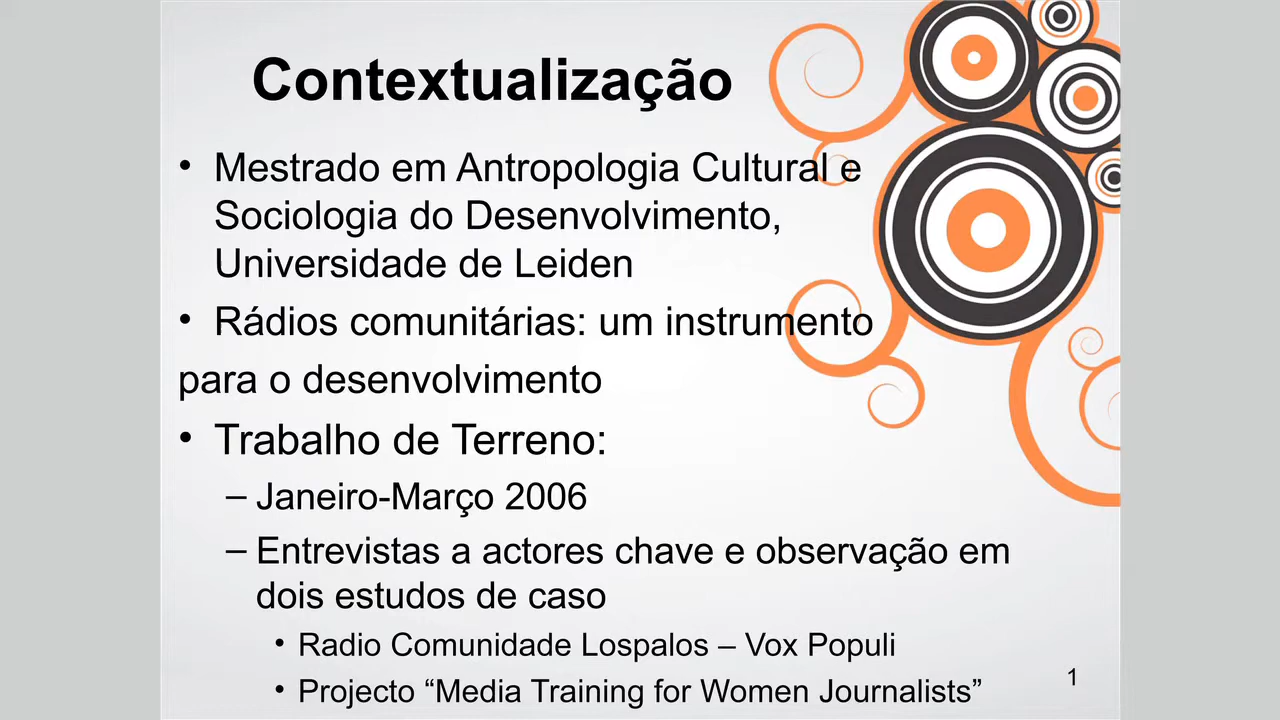 Contextualização
• Mestrado em Antropologia Cultural e
Sociologia do Desenvolvimento,
Universidade de Leiden
• Rádios comunitárias: um instrumento
para o desenvolvimento
• Trabalho de Terreno:
– Janeiro-Março 2006
– Entrevistas a actores chave e observação em
dois estudos de caso
• Radio Comunidade Lospalos – Vox Populi
• Projecto “Media Training for Women Journalists”
1